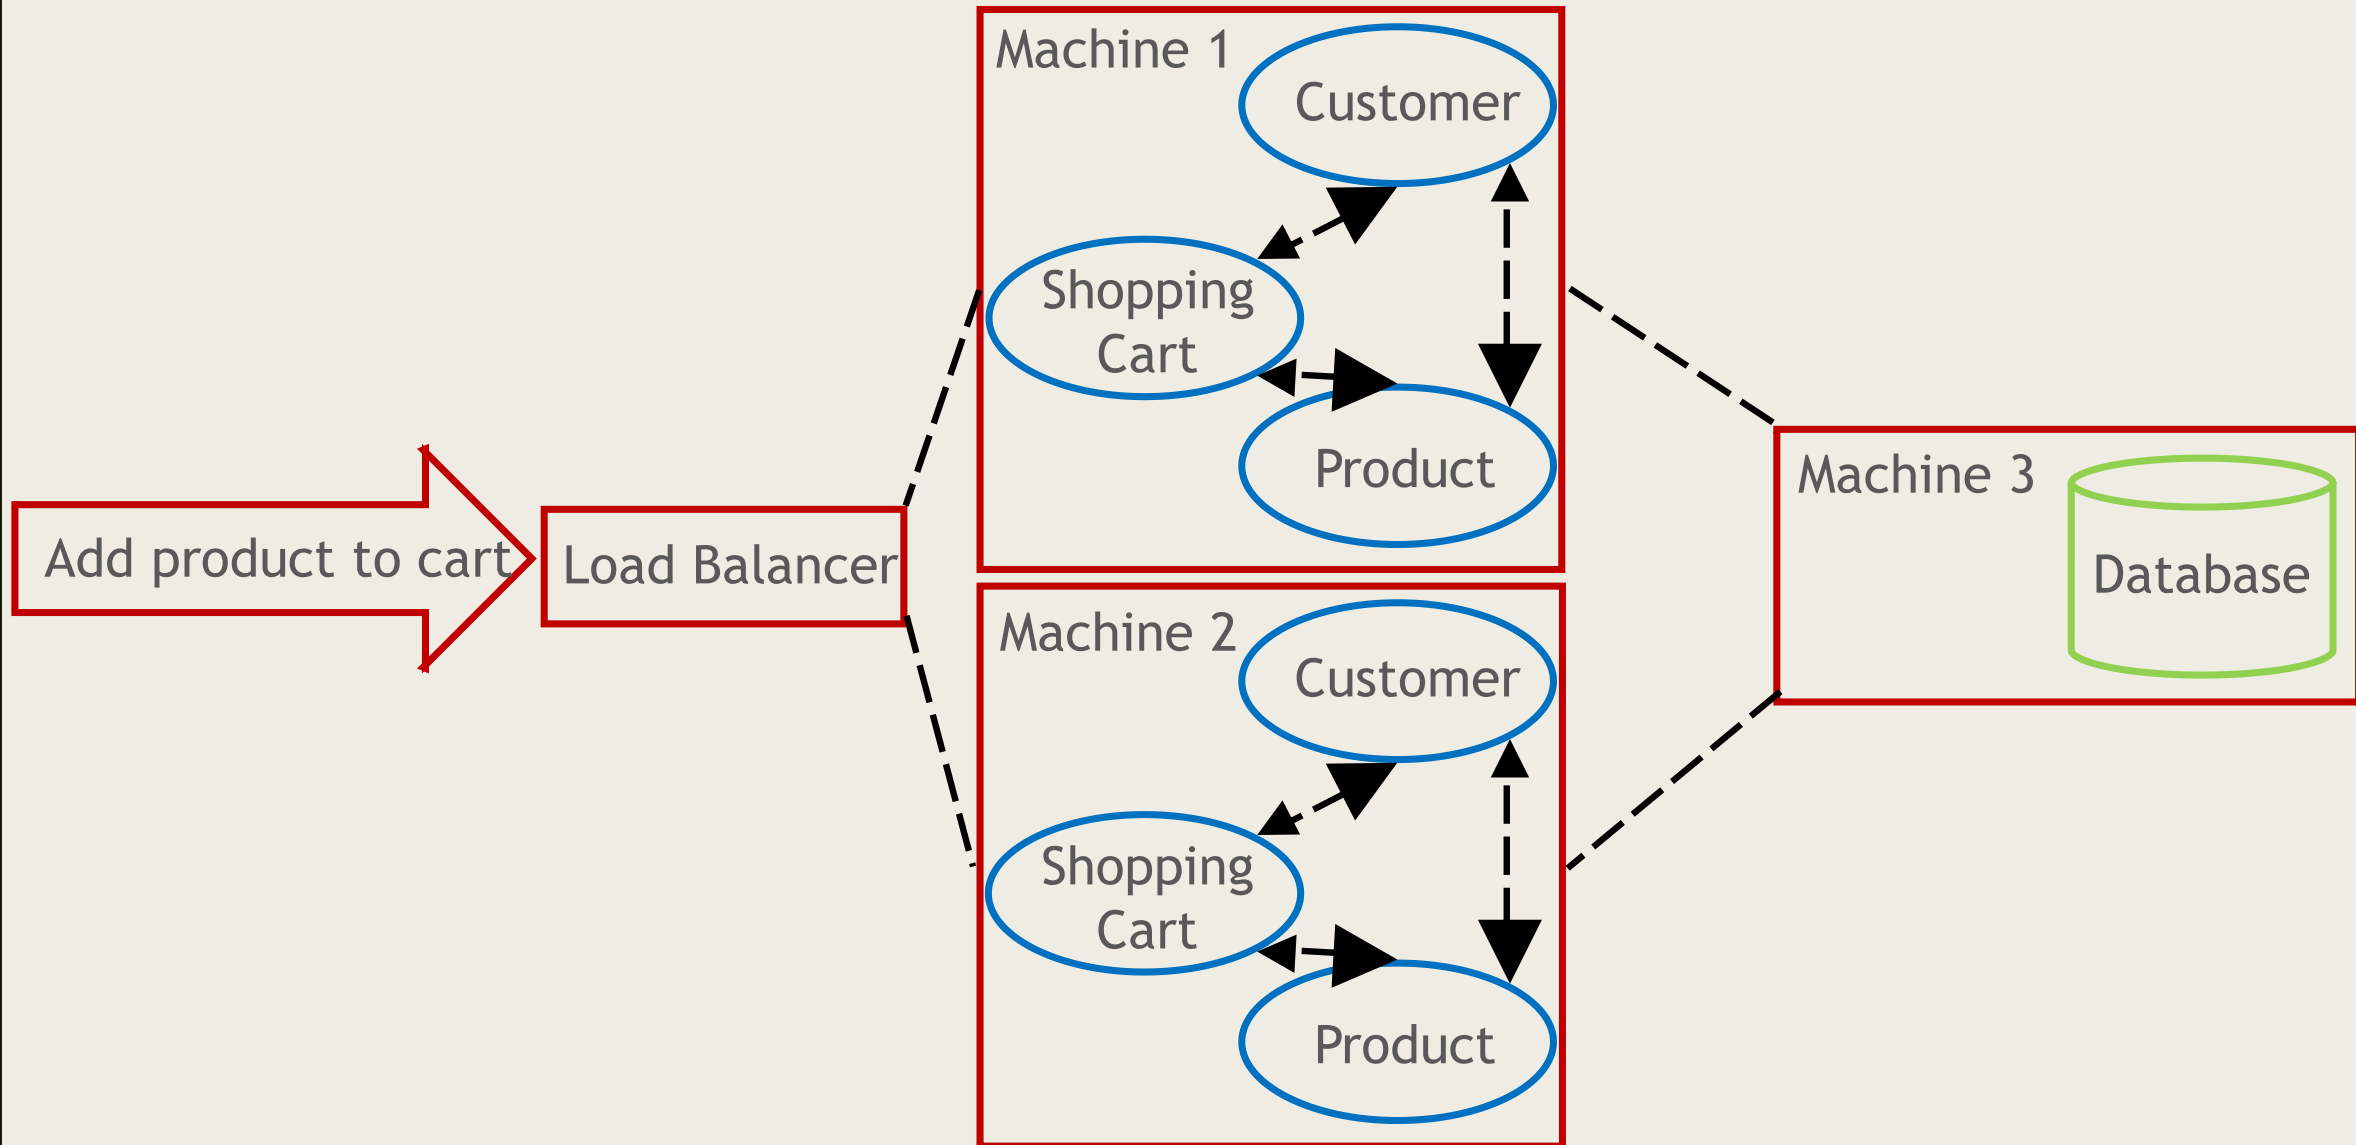 Add product to cart
Load Balancer
Machine 1
Customer
Shopping
Cart
Product
Machine 2
Customer
Shopping
Cart
Product
Machine 3
Database